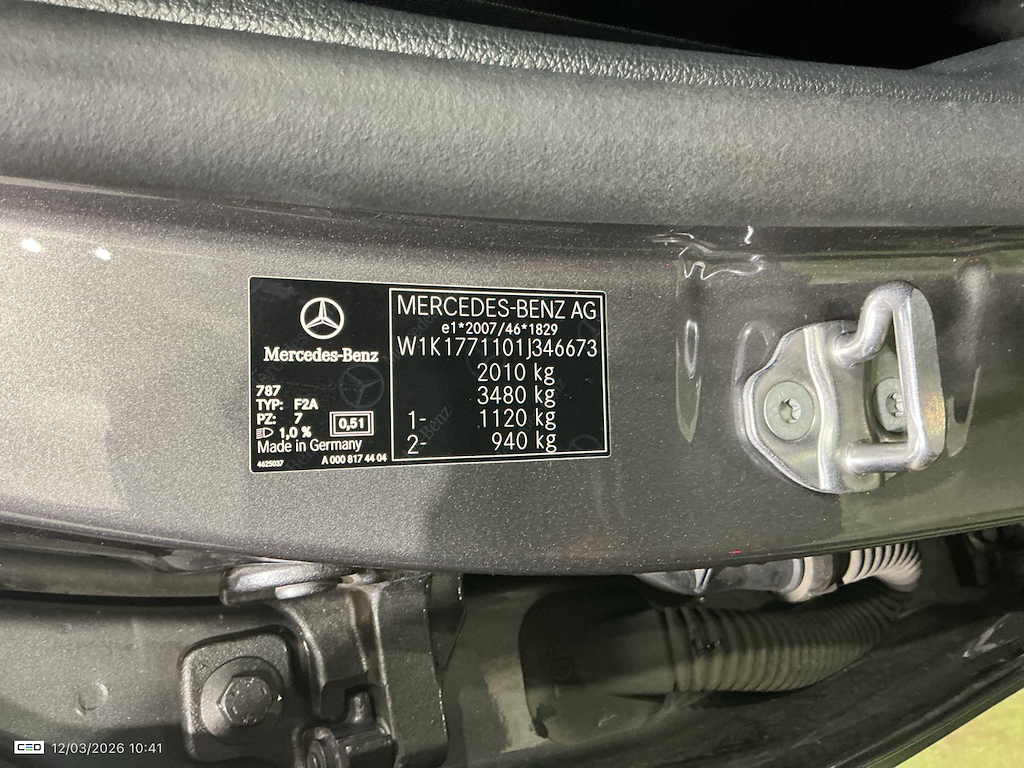 Mercedes-Benz
787
TYP: F2A
PZ: 7
1,0 %
0,51
Made in Germany
4625037
A 000 817 44 04
MERCEDES-BENZ AG
e1*2007/46*1829
W1K1771101J346673
2010 kg
3480 kg
1- 1120 kg
2- 940 kg
CEO 12/03/2026 10:41